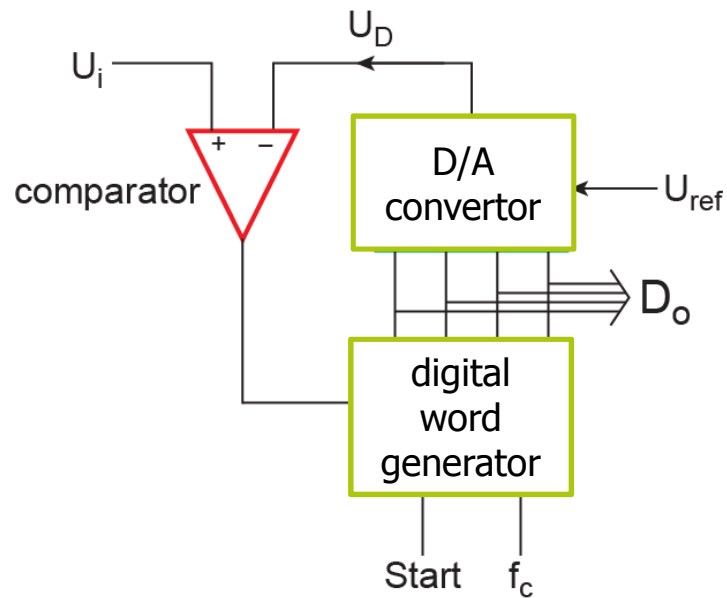 U_D
U_i
+ −
comparator
D/A
convertor
U_ref
D_o
digital
word
generator
Start
f_c